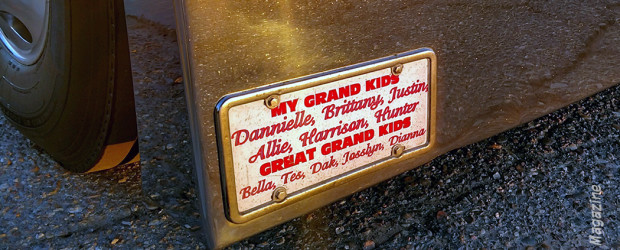 MY GRAND KIDS
Dannielle, Brittany, Justin,
Allie, Harrison, Hunter
GREAT GRAND KIDS
Bella, Tes, Dak, Josslyn, Dianna
Magazine